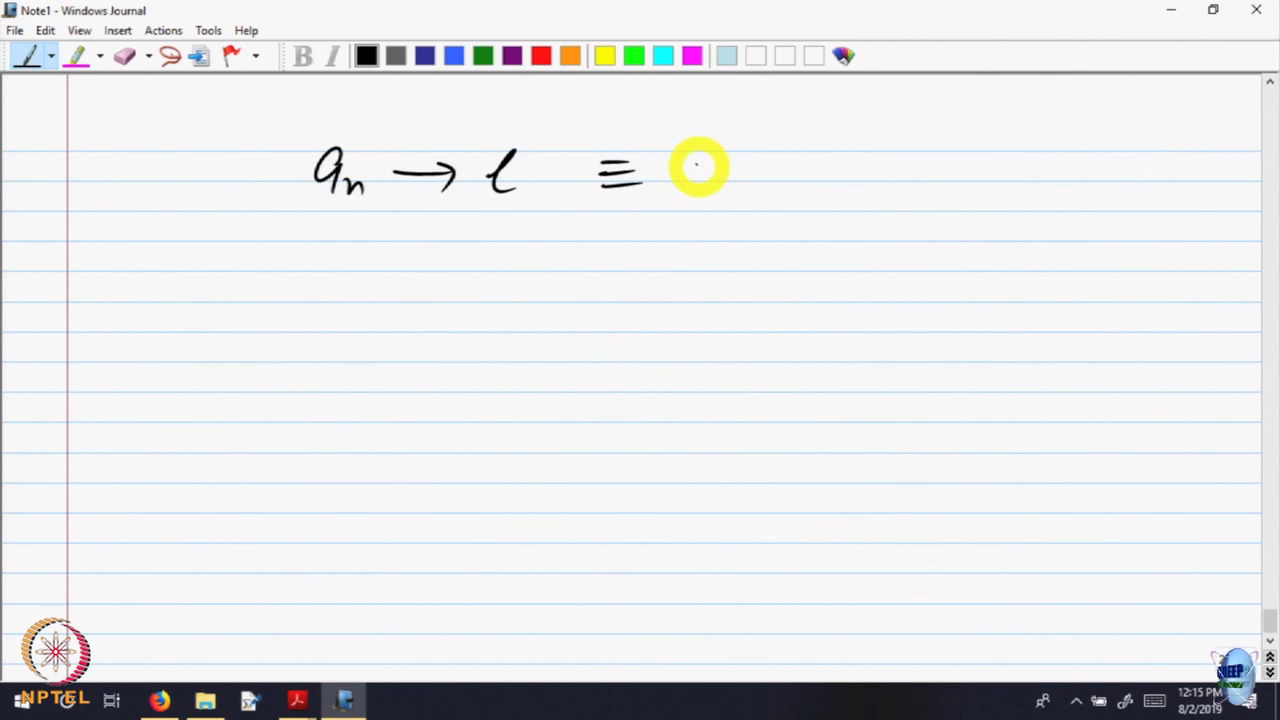 Note1 - Windows Journal
File Edit View Insert Actions Tools Help
B I
aₙ → l ≡
NPTEL
12:15 PM
8/2/2019